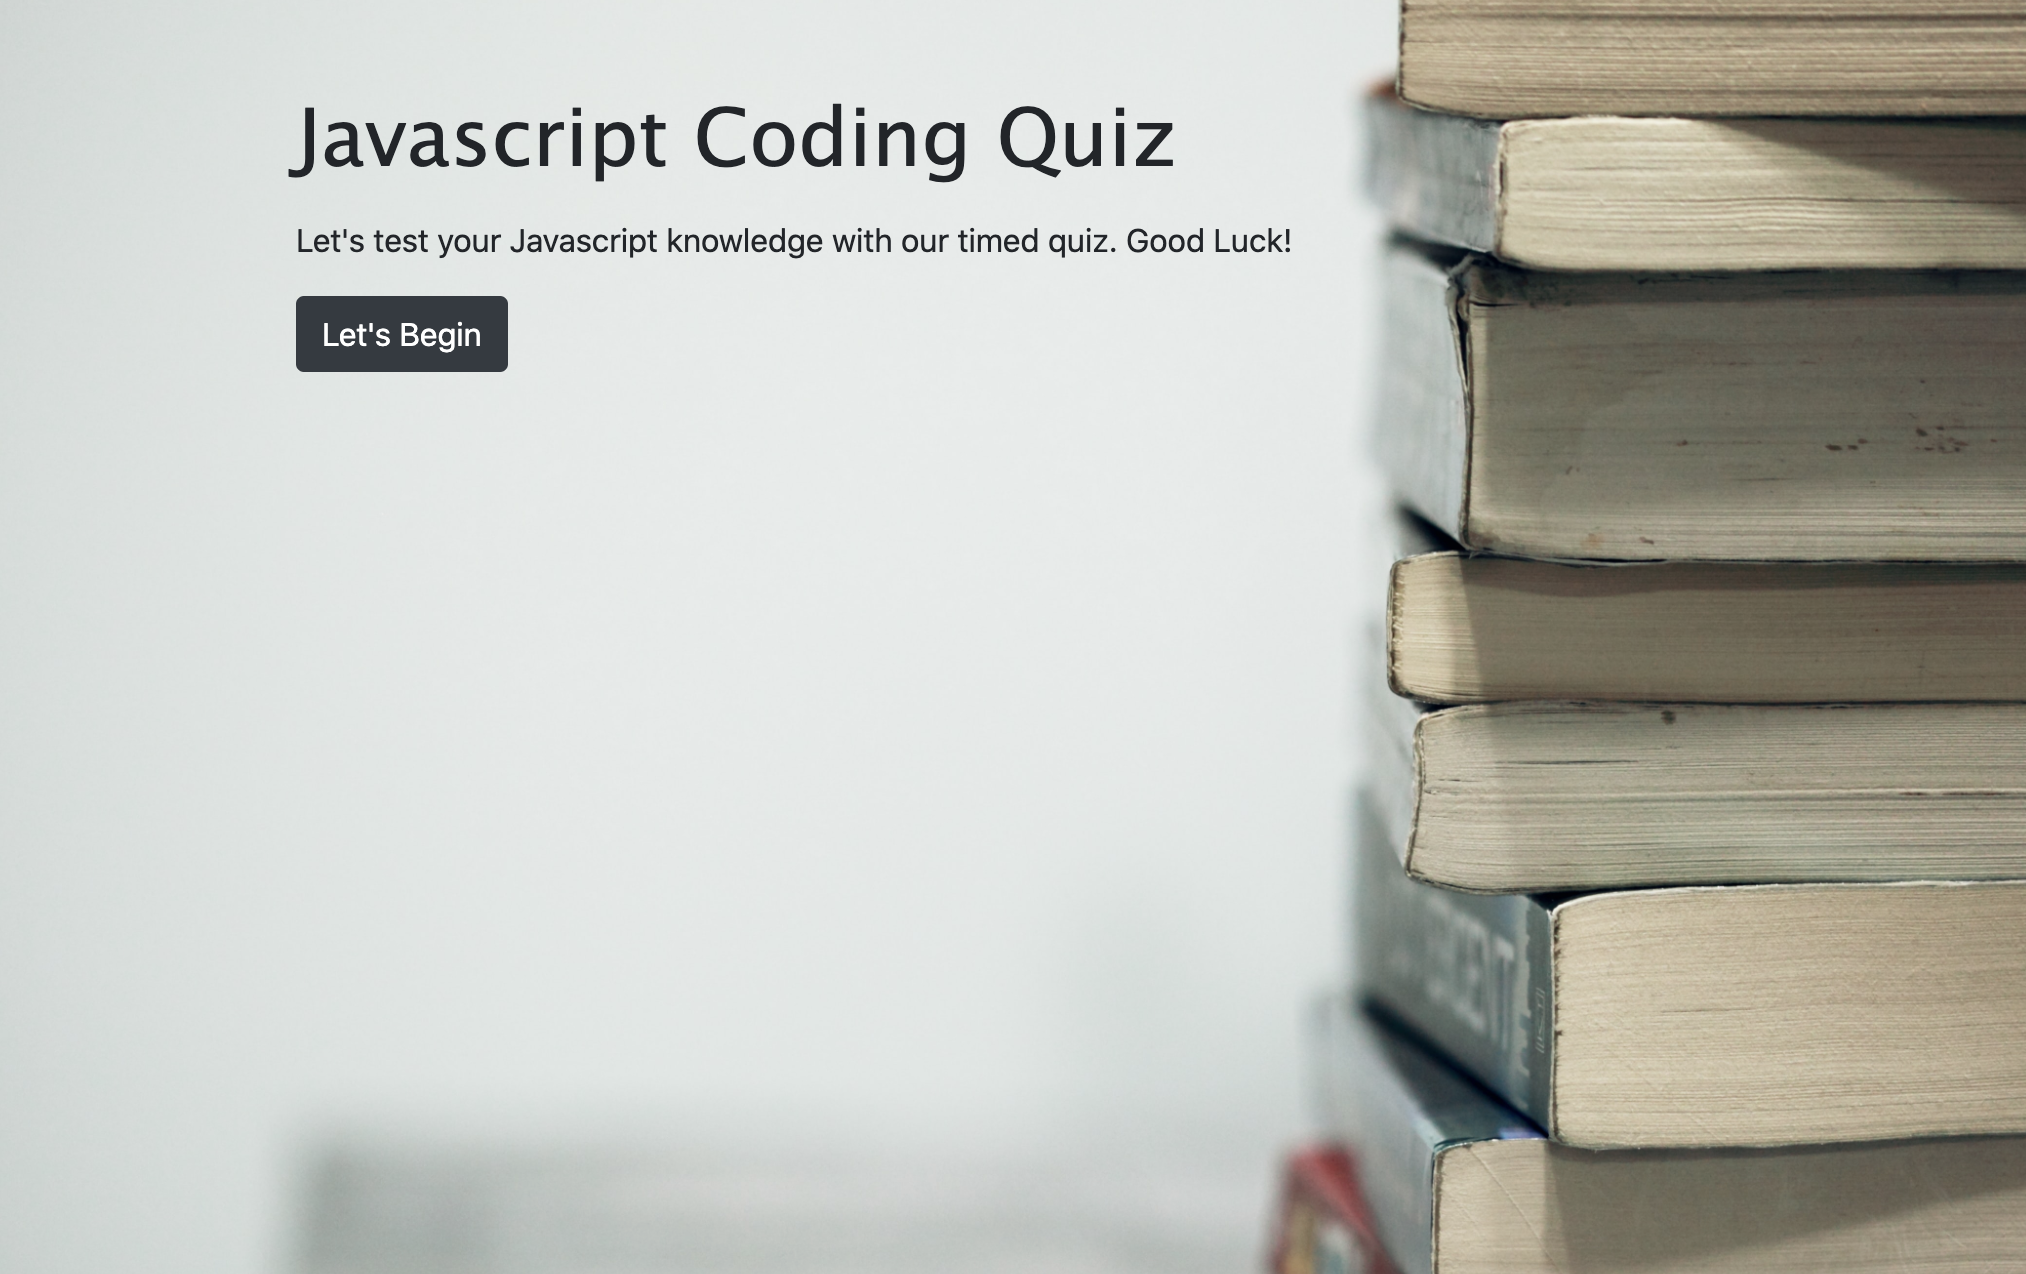 Javascript Coding Quiz
Let's test your Javascript knowledge with our timed quiz. Good Luck!
Let's Begin